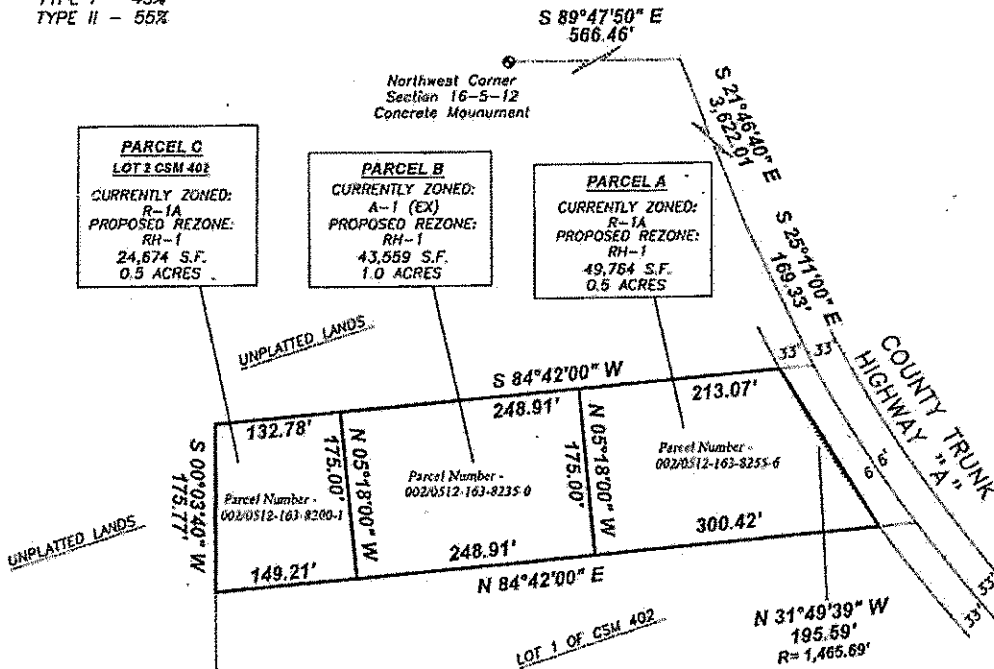 TYPE II - 55%
S 89°47'50" E
566.46'
Northwest Corner
Section 16-5-12
Concrete Mounument
S 21°46'40" E
3,622.01
S 25°11'00" E
169.33'
PARCEL C
LOT 2 CSM 402
CURRENTLY ZONED:
R-1A
PROPOSED REZONE:
RH-1
24,674 S.F.
0.5 ACRES
PARCEL B
CURRENTLY ZONED:
A-1 (EX)
PROPOSED REZONE:
RH-1
43,559 S.F.
1.0 ACRES
PARCEL A
CURRENTLY ZONED:
R-1A
PROPOSED REZONE:
RH-1
49,764 S.F.
0.5 ACRES
UNPLATTED LANDS
33' 33'
COUNTY TRUNK
HIGHWAY "A"
S 84°42'00" W
132.78'
248.91'
213.07'
S 00°03'40" W
175.77'
N 05°18'00" W
175.00'
N 05°18'00" W
175.00'
Parcel Number -
002/0512-163-8200-1
Parcel Number -
002/0512-163-8235-0
Parcel Number -
002/0512-163-8255-6
UNPLATTED LANDS
149.21'
248.91'
300.42'
N 84°42'00" E
33'
N 31°49'39" W
195.59'
R= 1,465.69'
LOT 1 OF CSM 402